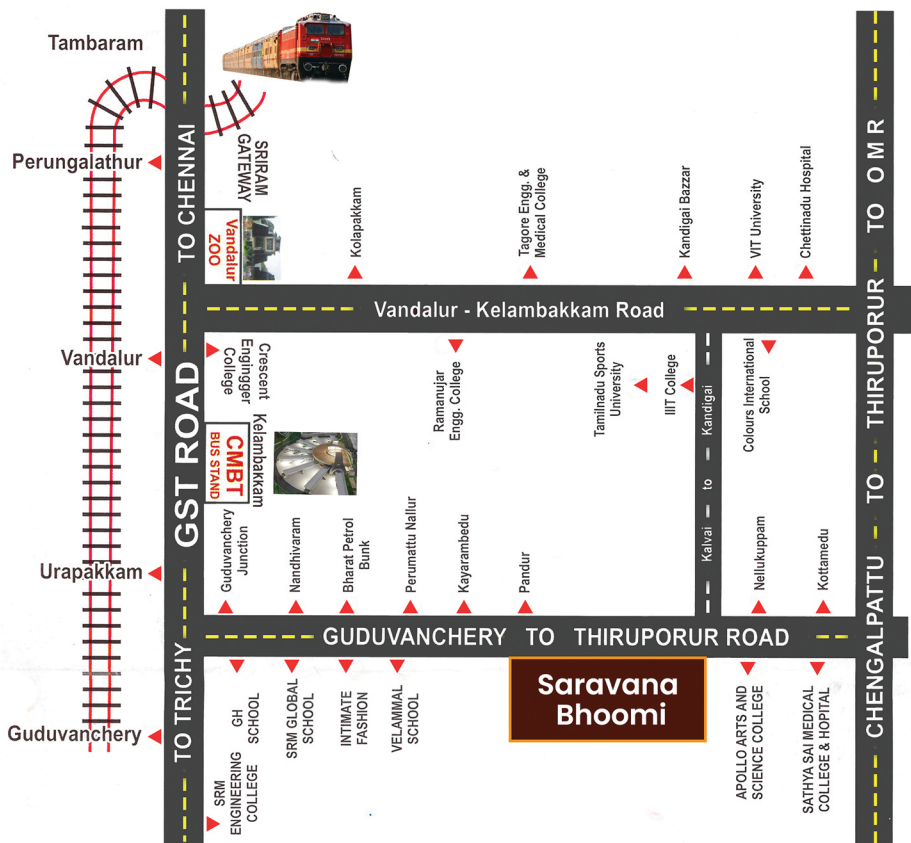 Tambaram
Perungalathur
Vandalur
Urapakkam
Guduvanchery
TO CHENNAI
GST ROAD
TO TRICHY
SRIRAM
GATEWAY
Vandalur
ZOO
Kolapakkam
Tagore Engg. &
Medical College
Kandigai Bazzar
VIT University
Chettinadu Hospital
Vandalur - Kelambakkam Road
Crescent
Engingger
College
Ramanujar
Engg. College
Tamilnadu Sports
University
IIIT College
Kalvai to Kandigai
Colours International
School
Kelambakkam
CMBT
BUS STAND
Guduvanchery
Junction
Nandhivaram
Bharat Petrol
Bunk
Perumattu Nallur
Kayarambedu
Pandur
Nellukuppam
Kottamedu
GUDUVANCHERY TO THIRUPORUR ROAD
SRM
ENGINEERING
COLLEGE
GH
SCHOOL
SRM GLOBAL
SCHOOL
INTIMATE
FASHION
VELAMMAL
SCHOOL
Saravana
Bhoomi
APOLLO ARTS AND
SCIENCE COLLEGE
SATHYA SAI MEDICAL
COLLEGE & HOPITAL
CHENGALPATTU TO THIRUPORUR TO OMR